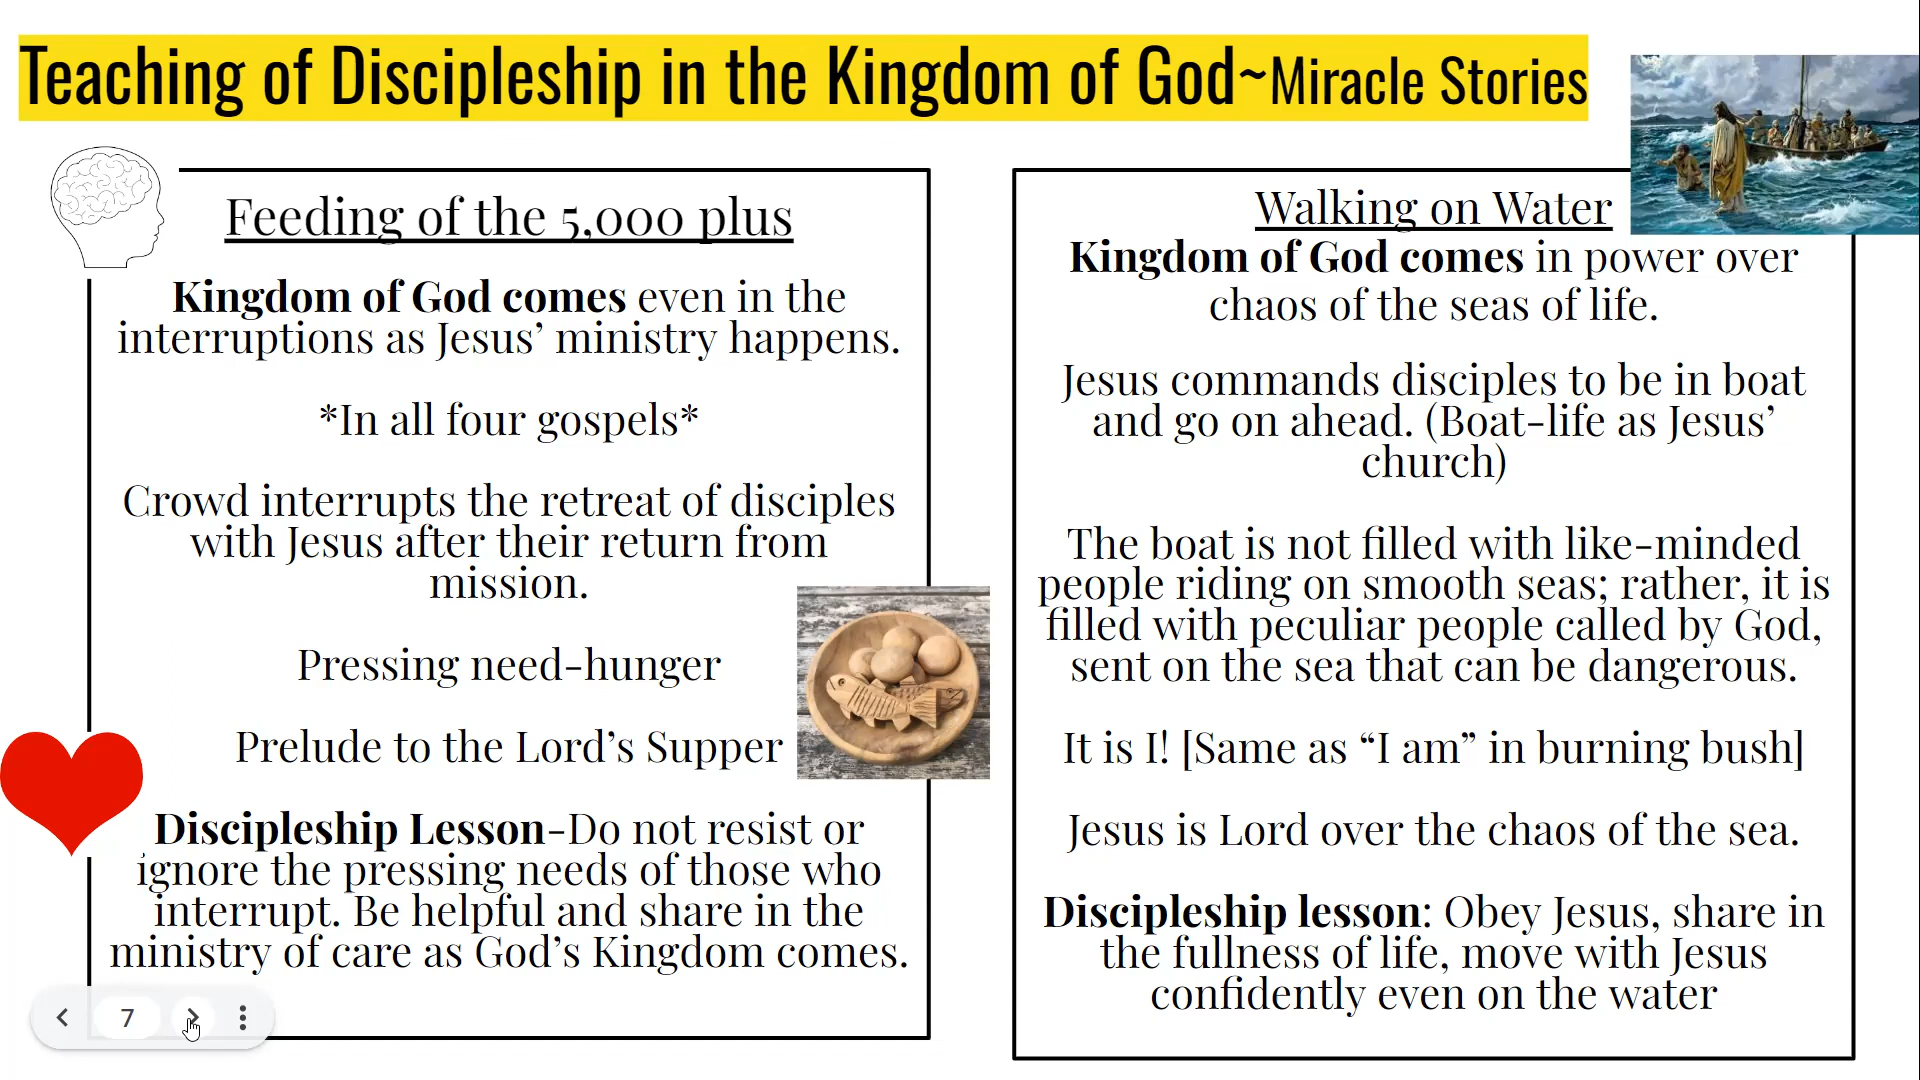 Teaching of Discipleship in the Kingdom of God~Miracle Stories
Feeding of the 5,000 plus
Kingdom of God comes even in the
interruptions as Jesus’ ministry happens.
*In all four gospels*
Crowd interrupts the retreat of disciples
with Jesus after their return from
mission.
Pressing need-hunger
Prelude to the Lord’s Supper
Discipleship Lesson-Do not resist or
ignore the pressing needs of those who
interrupt. Be helpful and share in the
ministry of care as God’s Kingdom comes.
Walking on Water
Kingdom of God comes in power over
chaos of the seas of life.
Jesus commands disciples to be in boat
and go on ahead. (Boat-life as Jesus’
church)
The boat is not filled with like-minded
people riding on smooth seas; rather, it is
filled with peculiar people called by God,
sent on the sea that can be dangerous.
It is I! [Same as “I am” in burning bush]
Jesus is Lord over the chaos of the sea.
Discipleship lesson: Obey Jesus, share in
the fullness of life, move with Jesus
confidently even on the water
7